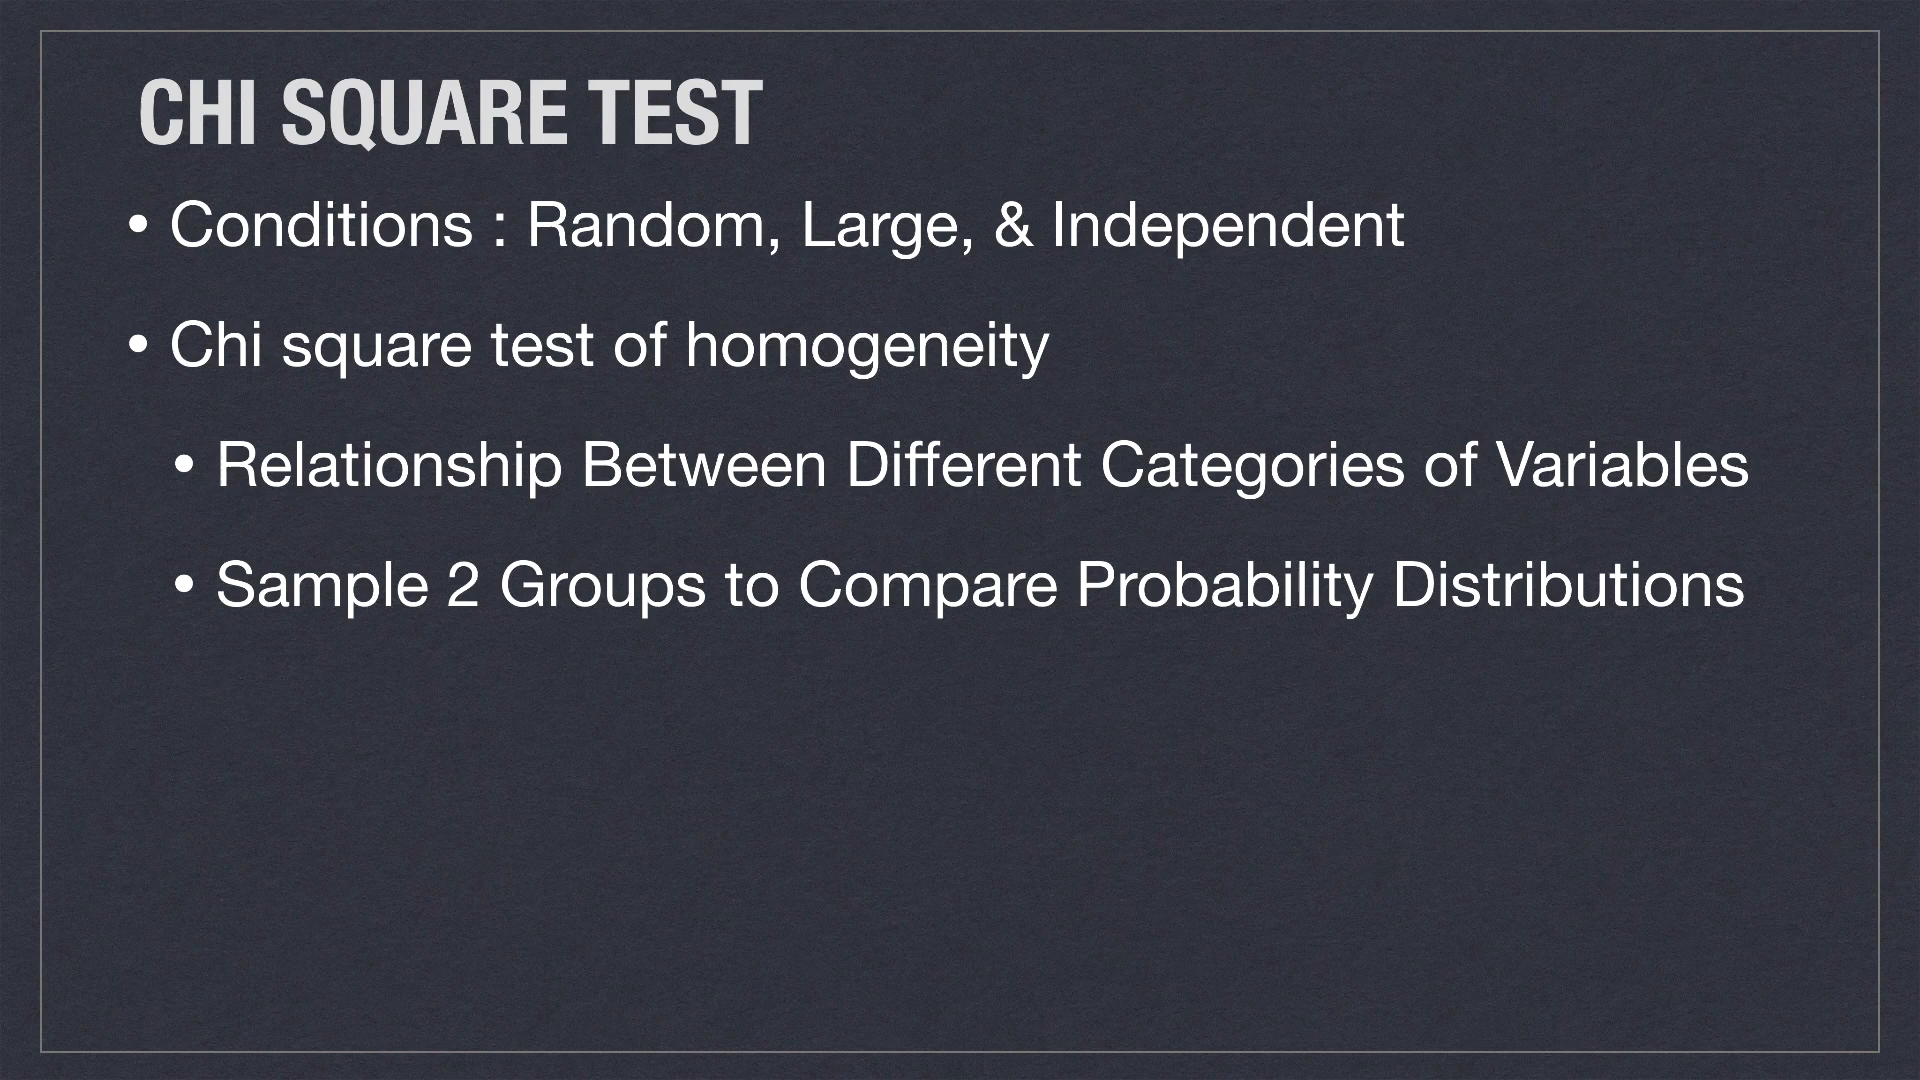 CHI SQUARE TEST
• Conditions : Random, Large, & Independent
• Chi square test of homogeneity
• Relationship Between Different Categories of Variables
• Sample 2 Groups to Compare Probability Distributions